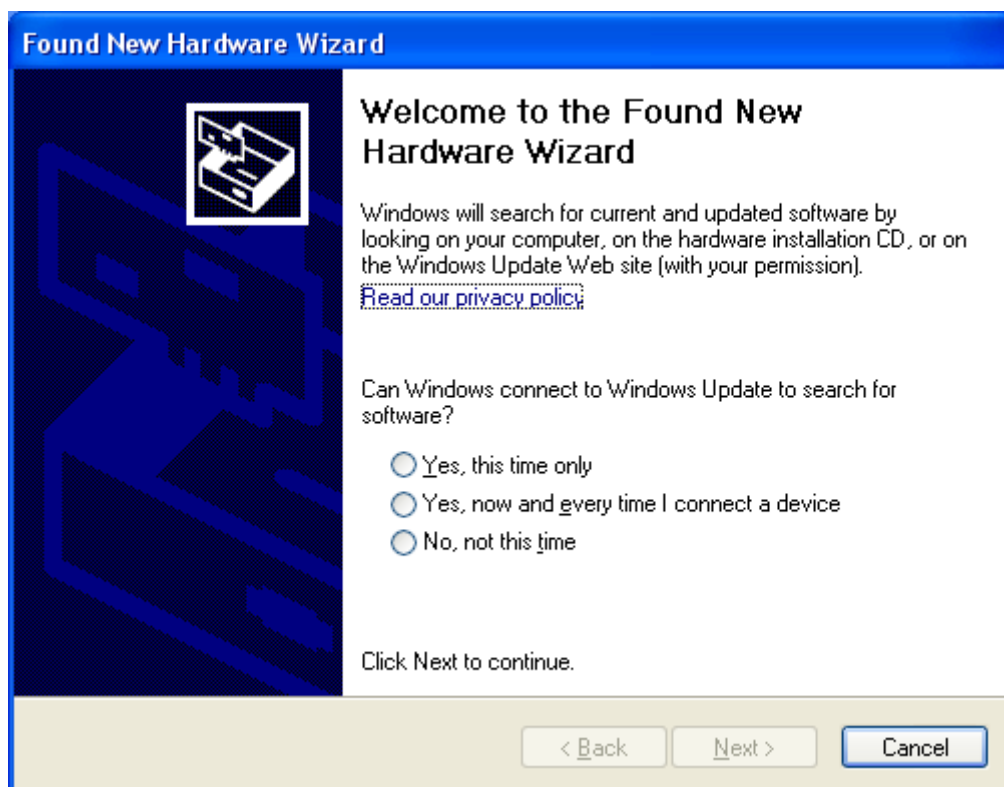 Found New Hardware Wizard
Welcome to the Found New
Hardware Wizard
Windows will search for current and updated software by
looking on your computer, on the hardware installation CD, or on
the Windows Update Web site (with your permission).
Read our privacy policy
Can Windows connect to Windows Update to search for
software?
Yes, this time only
Yes, now and every time I connect a device
No, not this time
Click Next to continue.
< Back
Next >
Cancel